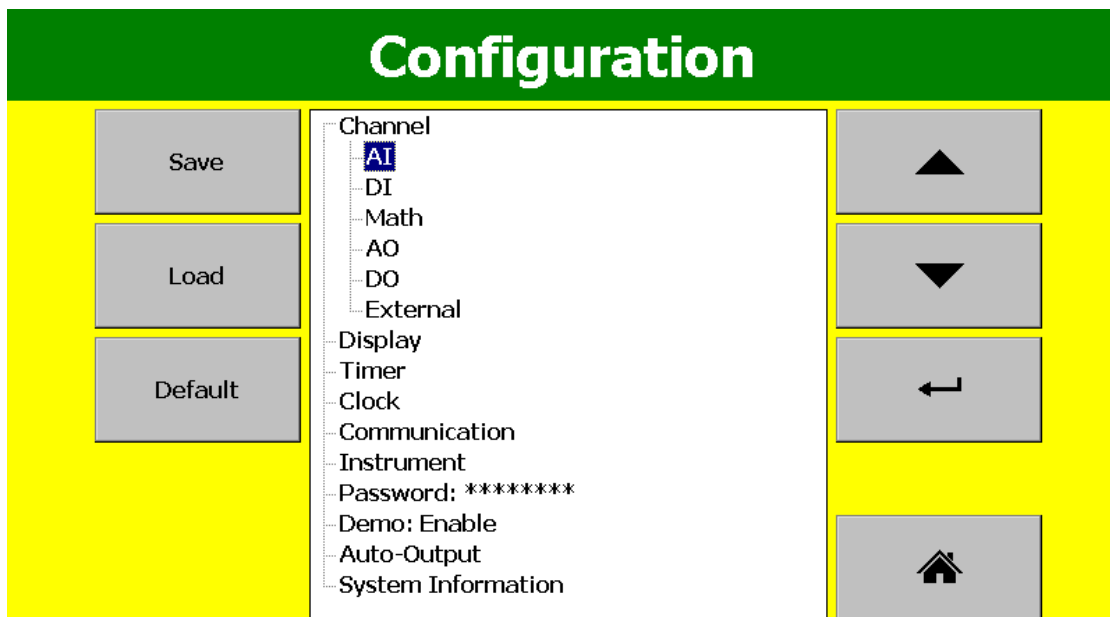 Configuration
Save
Load
Default
Channel
AI
DI
Math
AO
DO
External
Display
Timer
Clock
Communication
Instrument
Password: ********
Demo: Enable
Auto-Output
System Information